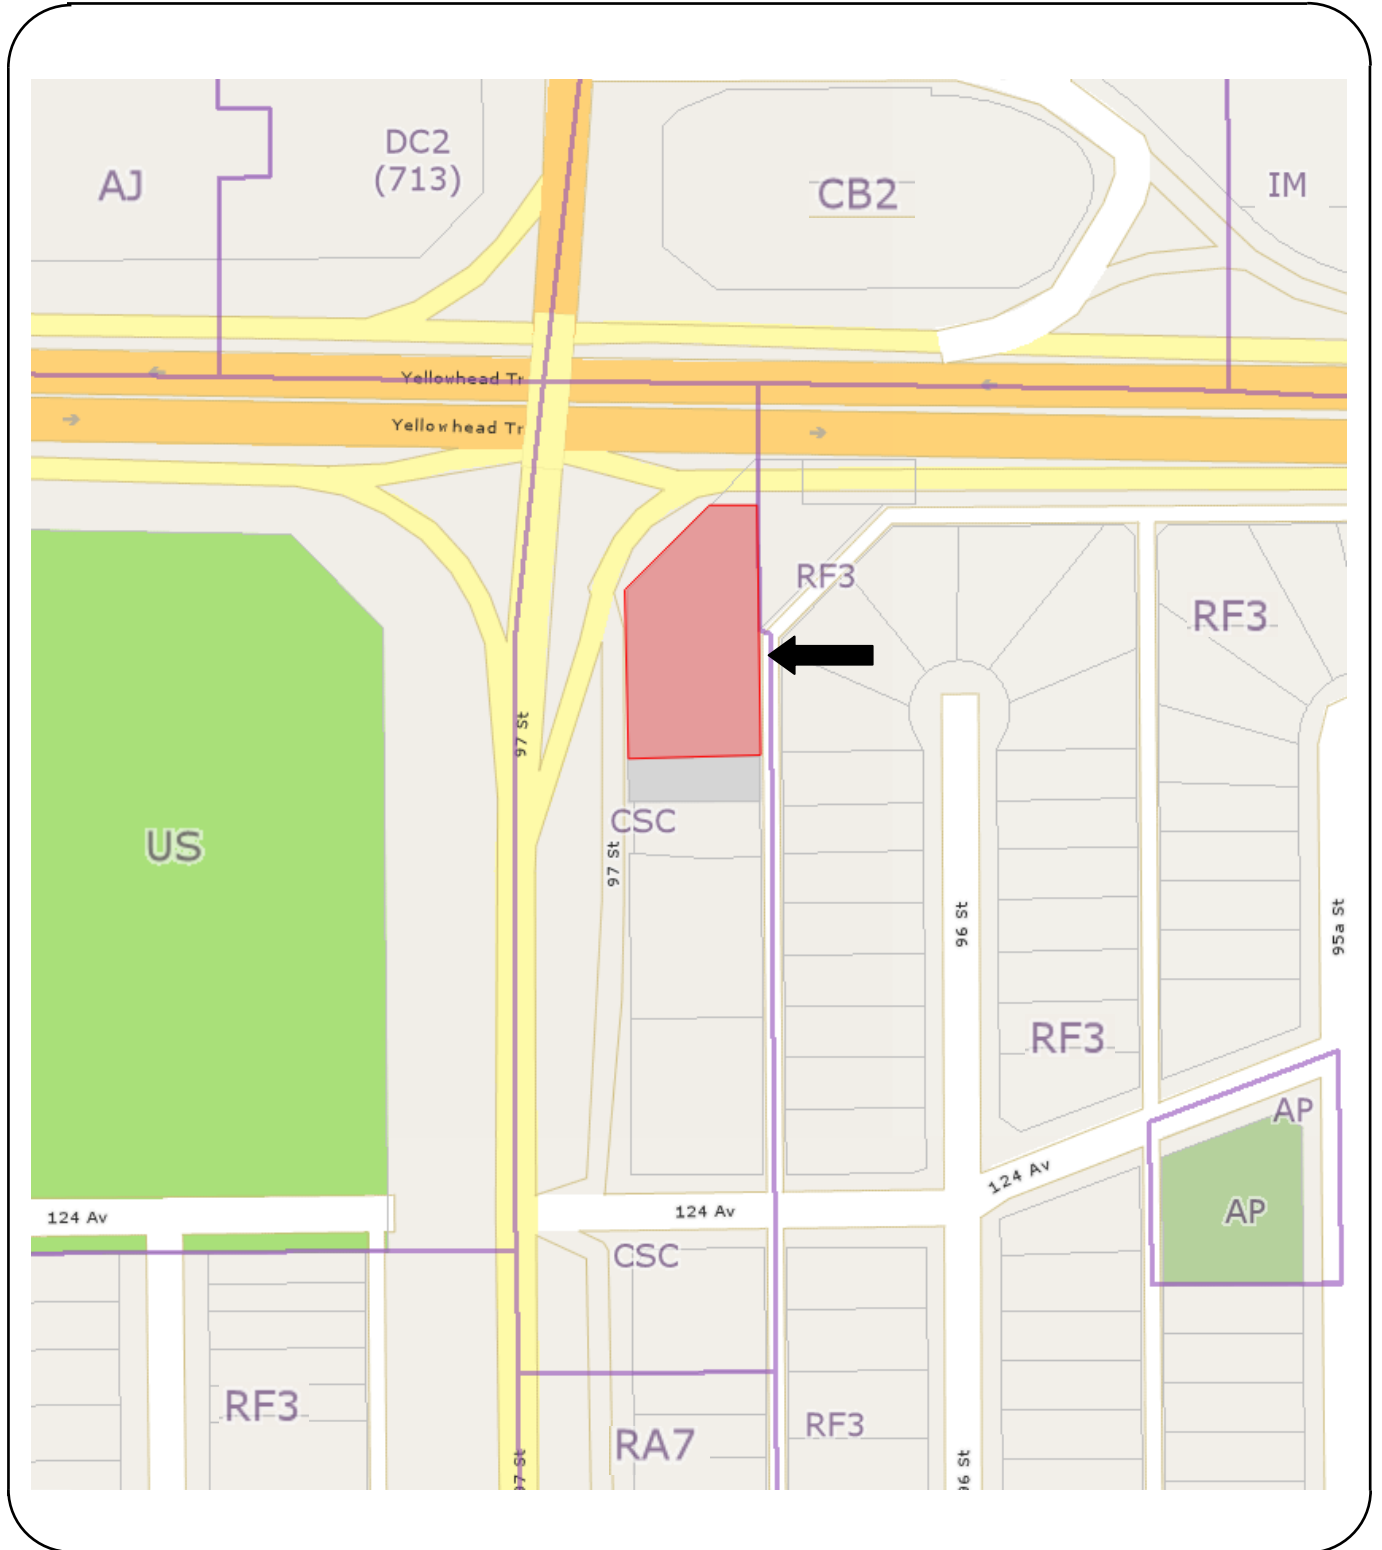 DC2
(713)
AJ
CB2
IM
Yellowhead Tr
Yellowhead Tr
RF3
RF3
97 St
CSC
US
97 St
96 St
95a St
RF3
AP
124 Av
AP
124 Av
124 Av
CSC
RF3
RA7
RF3
97 St
96 St